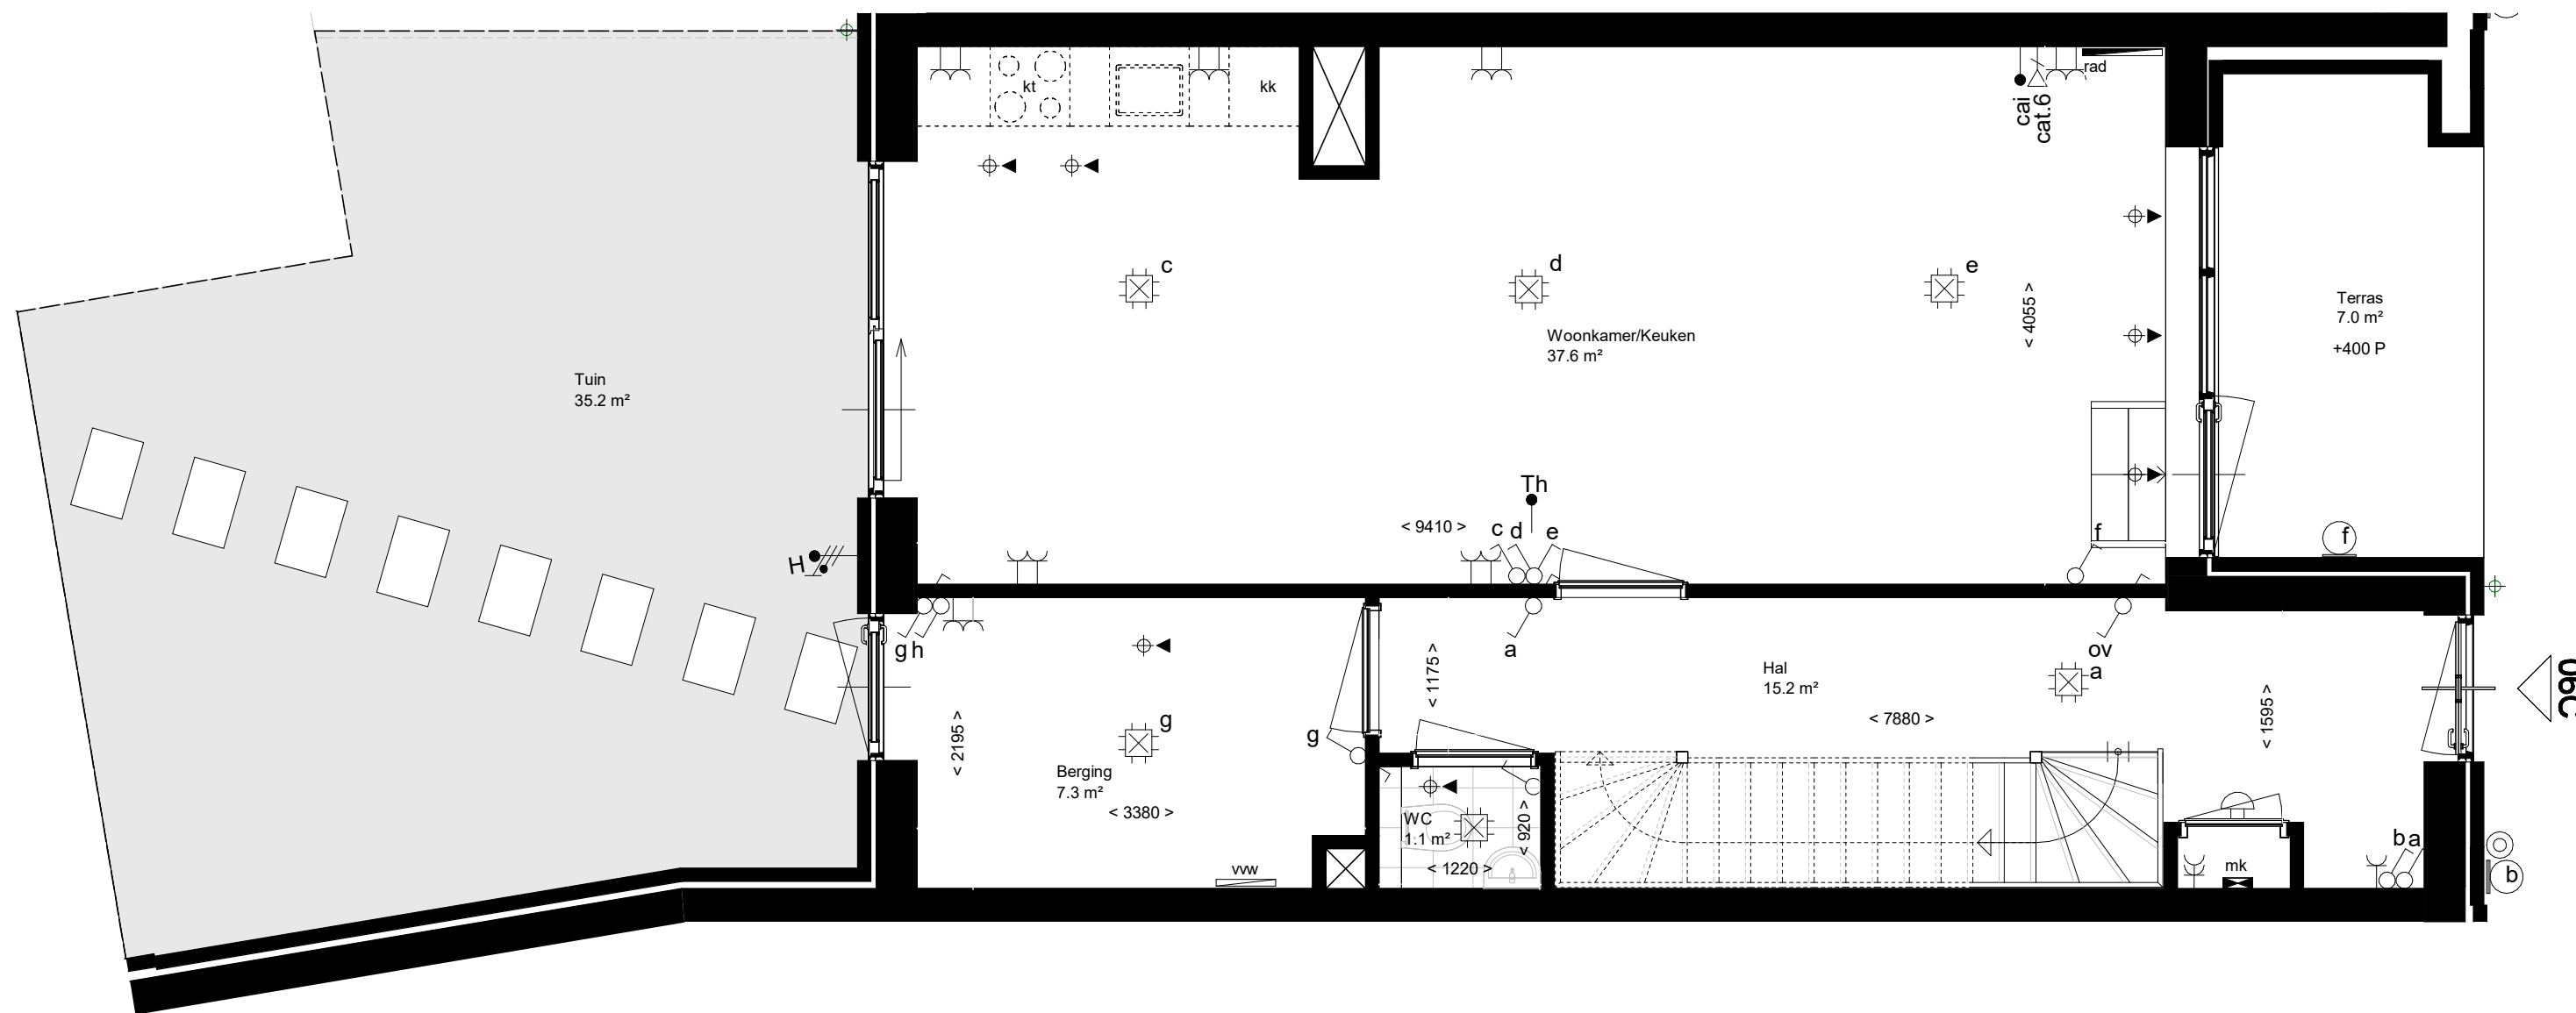 rad
kt
kk
cai
cat.6
c
d
e
< 4055 >
Terras
7.0 m²
+400 P
Woonkamer/Keuken
37.6 m²
Tuin
35.2 m²
Th
< 9410 >
c d e
f
f
H
g h
a
ov
a
Hal
15.2 m²
< 1175 >
< 7880 >
< 1595 >
g
g
< 2195 >
Berging
7.3 m²
< 3380 >
WC
1.1 m²
< 920 >
< 1220 >
vvw
mk
b a
b